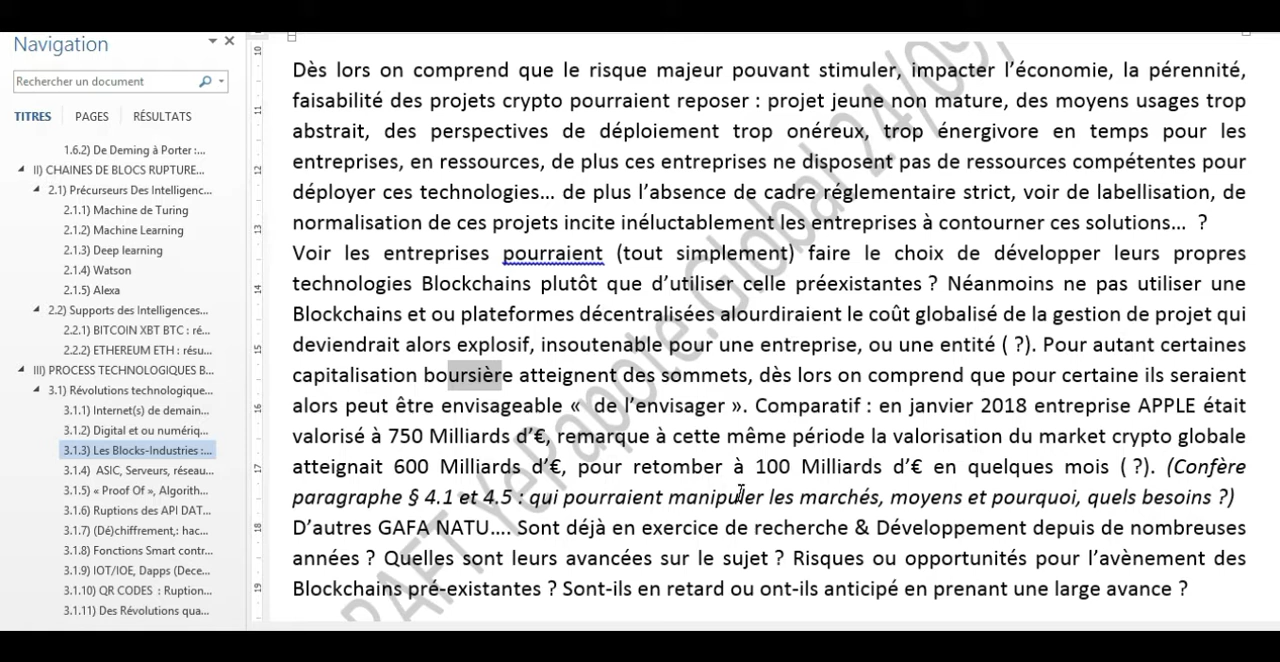 Navigation
Rechercher un document
TITRES PAGES RÉSULTATS
1.6.2) De Deming à Porter :...
II) CHAINES DE BLOCS RUPTURE...
2.1) Précurseurs Des Intelligenc...
2.1.1) Machine de Turing
2.1.2) Machine Learning
2.1.3) Deep learning
2.1.4) Watson
2.1.5) Alexa
2.2) Supports des Intelligences...
2.2.1) BITCOIN XBT BTC : ré...
2.2.2) ETHEREUM ETH : résu...
III) PROCESS TECHNOLOGIQUES B...
3.1) Révolutions technologique...
3.1.1) Internet(s) de demain...
3.1.2) Digital et ou numériq...
3.1.3) Les Blocks-Industries :...
3.1.4) ASIC, Serveurs, réseau...
3.1.5) « Proof Of », Algorith...
3.1.6) Ruptions des API DAT...
3.1.7) (Dé)chiffrement,: hac...
3.1.8) Fonctions Smart contr...
3.1.9) IOT/IOE, Dapps (Dece...
3.1.10) QR CODES : Ruption...
3.1.11) Des Révolutions qua...
10
11
12
13
14
15
16
17
18
19
Dès lors on comprend que le risque majeur pouvant stimuler, impacter l’économie, la pérennité,
faisabilité des projets crypto pourraient reposer : projet jeune non mature, des moyens usages trop
abstrait, des perspectives de déploiement trop onéreux, trop énergivore en temps pour les
entreprises, en ressources, de plus ces entreprises ne disposent pas de ressources compétentes pour
déployer ces technologies... de plus l’absence de cadre réglementaire strict, voir de labellisation, de
normalisation de ces projets incite inéluctablement les entreprises à contourner ces solutions... ?
Voir les entreprises pourraient (tout simplement) faire le choix de développer leurs propres
technologies Blockchains plutôt que d’utiliser celle préexistantes ? Néanmoins ne pas utiliser une
Blockchains et ou plateformes décentralisées alourdiraient le coût globalisé de la gestion de projet qui
deviendrait alors explosif, insoutenable pour une entreprise, ou une entité ( ?). Pour autant certaines
capitalisation boursière atteignent des sommets, dès lors on comprend que pour certaine ils seraient
alors peut être envisageable « de l’envisager ». Comparatif : en janvier 2018 entreprise APPLE était
valorisé à 750 Milliards d’€, remarque à cette même période la valorisation du market crypto globale
atteignait 600 Milliards d’€, pour retomber à 100 Milliards d’€ en quelques mois ( ?). (Confère
paragraphe § 4.1 et 4.5 : qui pourraient manipuler les marchés, moyens et pourquoi, quels besoins ?)
D’autres GAFA NATU.... Sont déjà en exercice de recherche & Développement depuis de nombreuses
années ? Quelles sont leurs avancées sur le sujet ? Risques ou opportunités pour l’avènement des
Blockchains pré-existantes ? Sont-ils en retard ou ont-ils anticipé en prenant une large avance ?